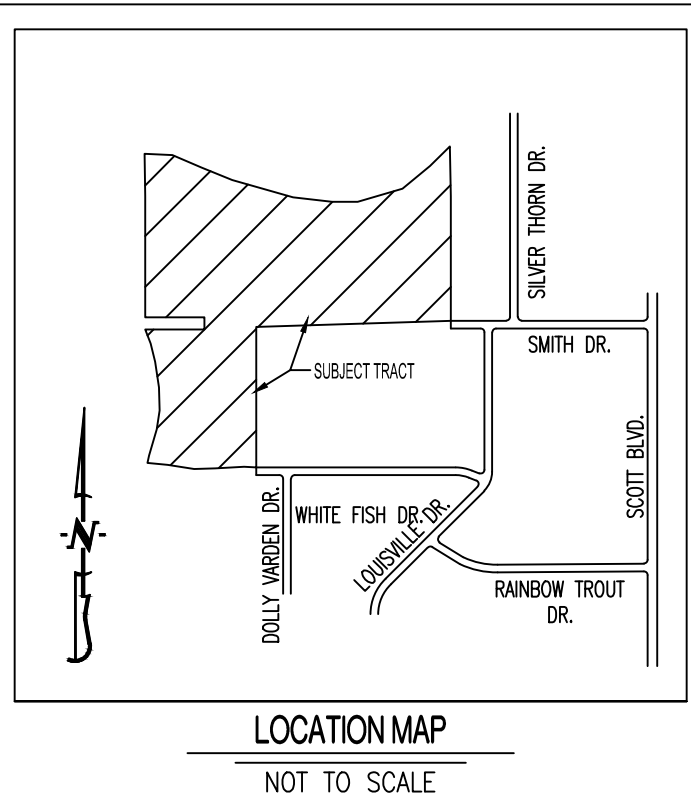 SILVER THORN DR.
SMITH DR.
SUBJECT TRACT
SCOTT BLVD.
WHITE FISH DR.
LOUISVILLE DR.
DOLLY VARDEN DR.
RAINBOW TROUT
DR.
N
LOCATION MAP
NOT TO SCALE